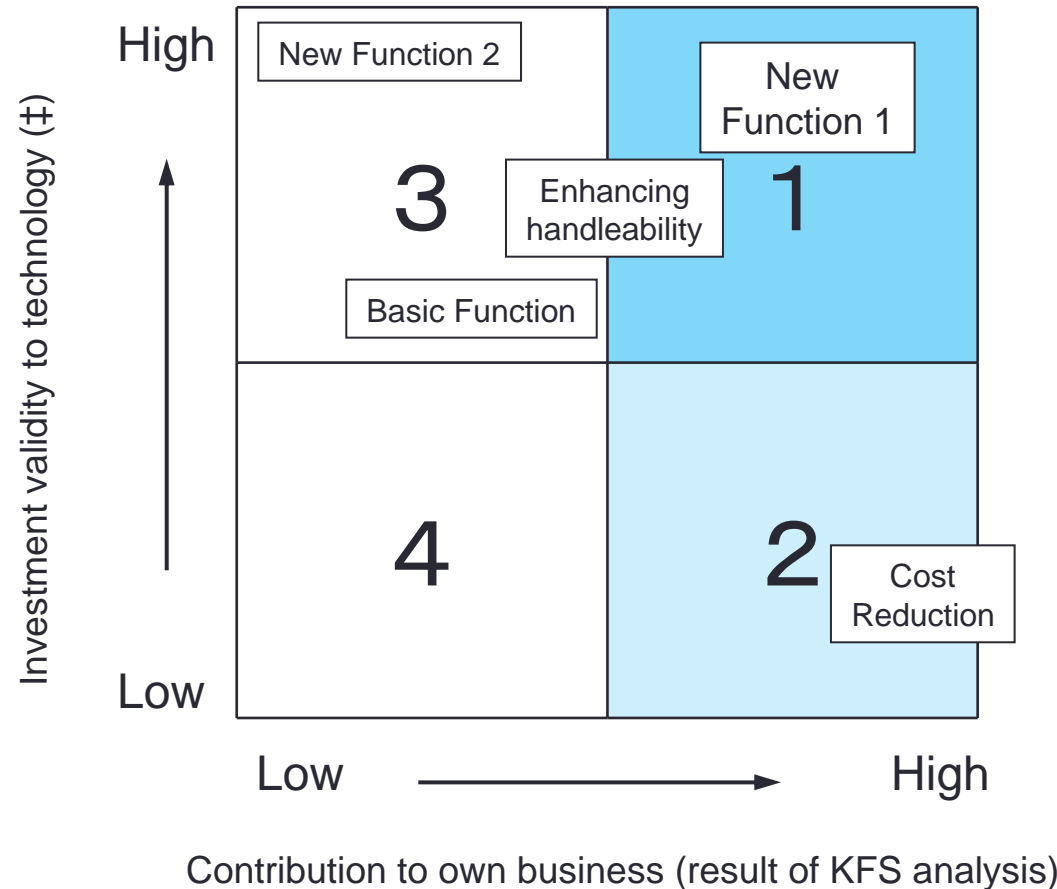 High
New Function 2
New
Function 1
3
1
Enhancing
handleability
Basic Function
Investment validity to technology (‡)
4
2
Cost
Reduction
Low
Low
High
Contribution to own business (result of KFS analysis)